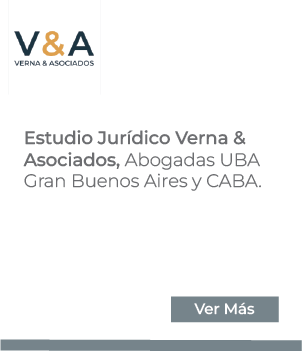 V&A
VERNA & ASOCIADOS
Estudio Jurídico Verna &
Asociados, Abogadas UBA
Gran Buenos Aires y CABA.
Ver Más